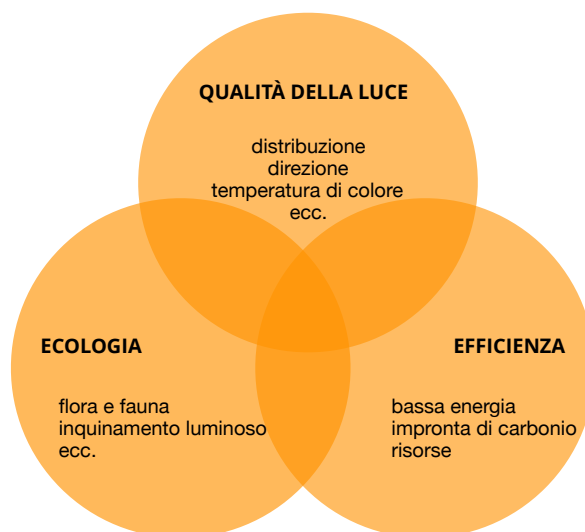 QUALITÀ DELLA LUCE
distribuzione
direzione
temperatura di colore
ecc.
ECOLOGIA
flora e fauna
inquinamento luminoso
ecc.
EFFICIENZA
bassa energia
impronta di carbonio
risorse